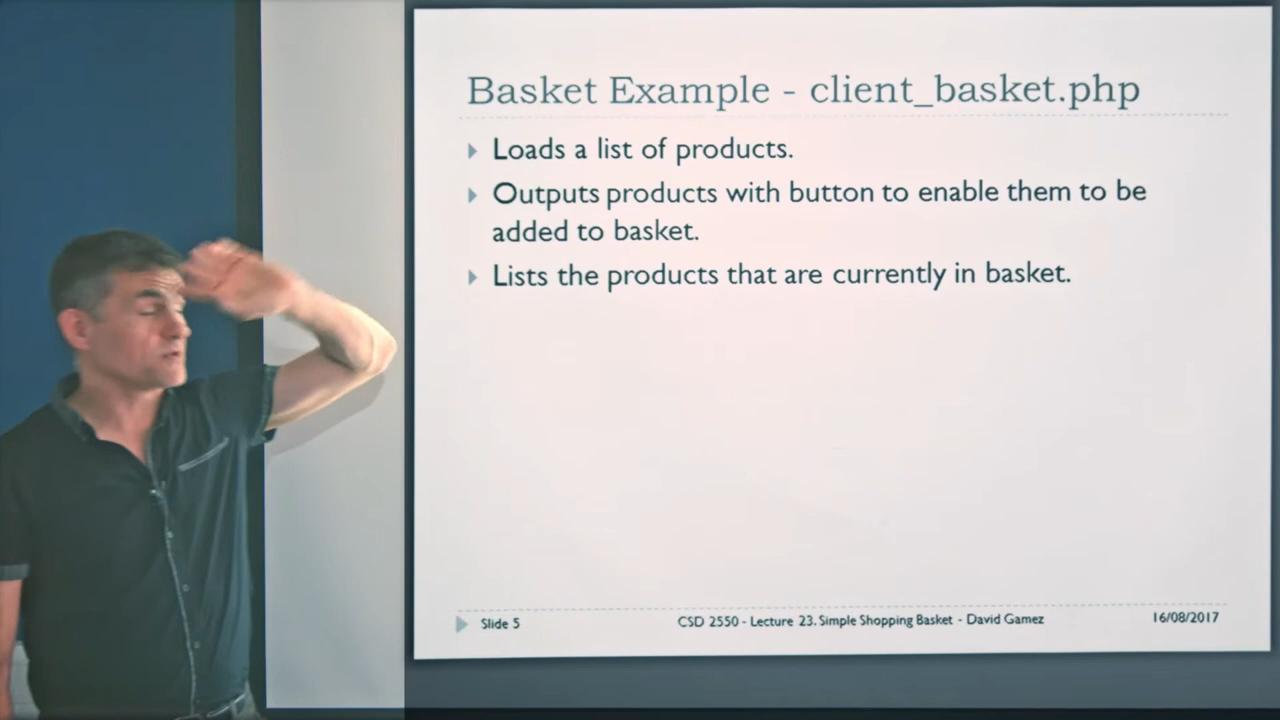 Basket Example - client_basket.php
Loads a list of products.
Outputs products with button to enable them to be
added to basket.
Lists the products that are currently in basket.
Slide 5
CSD 2550 - Lecture 23. Simple Shopping Basket - David Gamez
16/08/2017